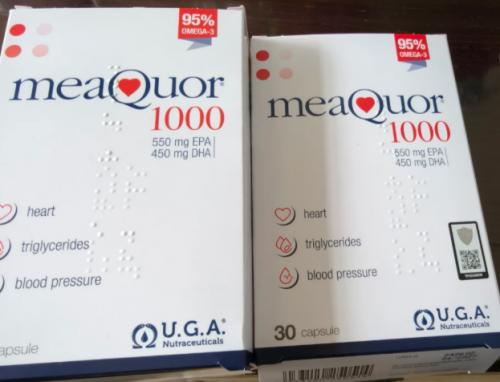 95%
OMEGA-3
meaQuor®
1000
550 mg EPA
450 mg DHA
heart
triglycerides
blood pressure
apsule
U.G.A.®
Nutraceuticals
95%
OMEGA-3
meaQuor®
1000
550 mg EPA
450 mg DHA
heart
triglycerides
blood pressure
30 capsule
U.G.A.®
Nutraceuticals